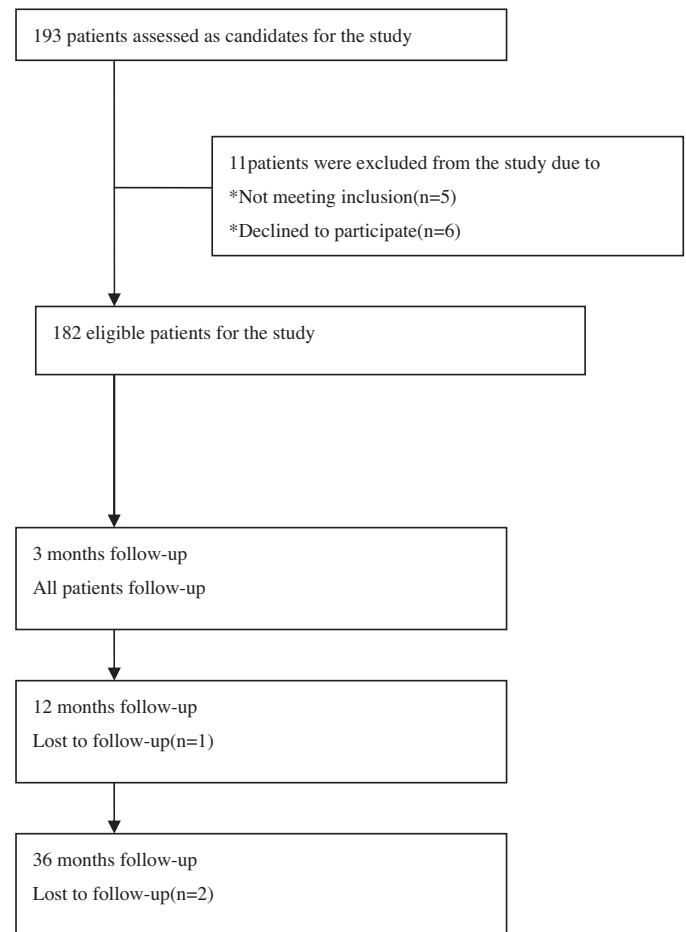 193 patients assessed as candidates for the study
11patients were excluded from the study due to
*Not meeting inclusion(n=5)
*Declined to participate(n=6)
182 eligible patients for the study
3 months follow-up
All patients follow-up
12 months follow-up
Lost to follow-up(n=1)
36 months follow-up
Lost to follow-up(n=2)